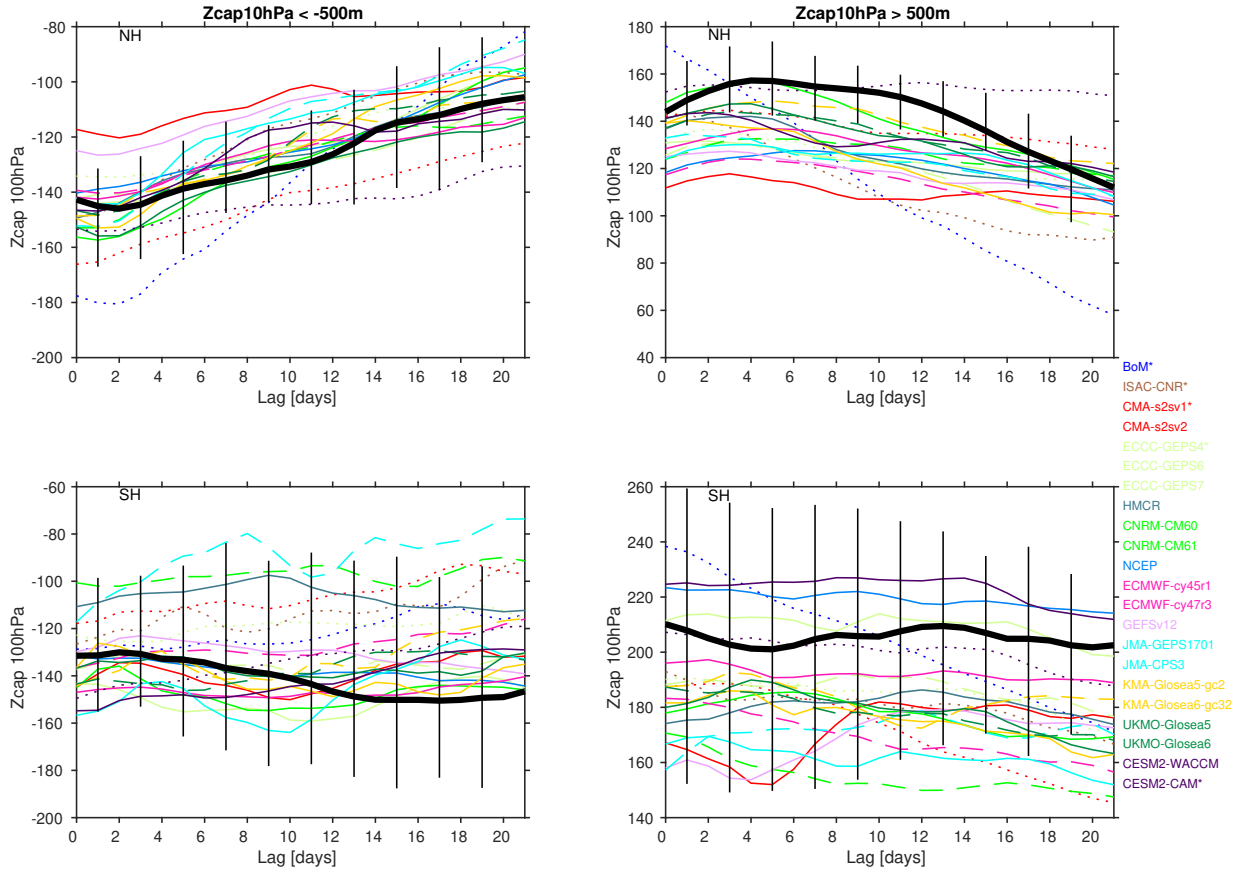 Zcap10hPa < -500m
NH
-80
-100
-120
-140
-160
-180
-200
Zcap 100hPa
0 2 4 6 8 10 12 14 16 18 20
Lag [days]
Zcap10hPa > 500m
NH
180
160
140
120
100
80
60
40
Zcap 100hPa
0 2 4 6 8 10 12 14 16 18 20
Lag [days]
SH
-60
-80
-100
-120
-140
-160
-180
-200
Zcap 100hPa
0 2 4 6 8 10 12 14 16 18 20
Lag [days]
SH
260
240
220
200
180
160
140
Zcap 100hPa
0 2 4 6 8 10 12 14 16 18 20
Lag [days]
BoM*
ISAC-CNR*
CMA-s2sv1*
CMA-s2sv2
ECCC-GEPS4*
ECCC-GEPS6
ECCC-GEPS7
HMCR
CNRM-CM60
CNRM-CM61
NCEP
ECMWF-cy45r1
ECMWF-cy47r3
GEFSv12
JMA-GEPS1701
JMA-CPS3
KMA-Glosea5-gc2
KMA-Glosea6-gc32
UKMO-Glosea5
UKMO-Glosea6
CESM2-WACCM
CESM2-CAM*